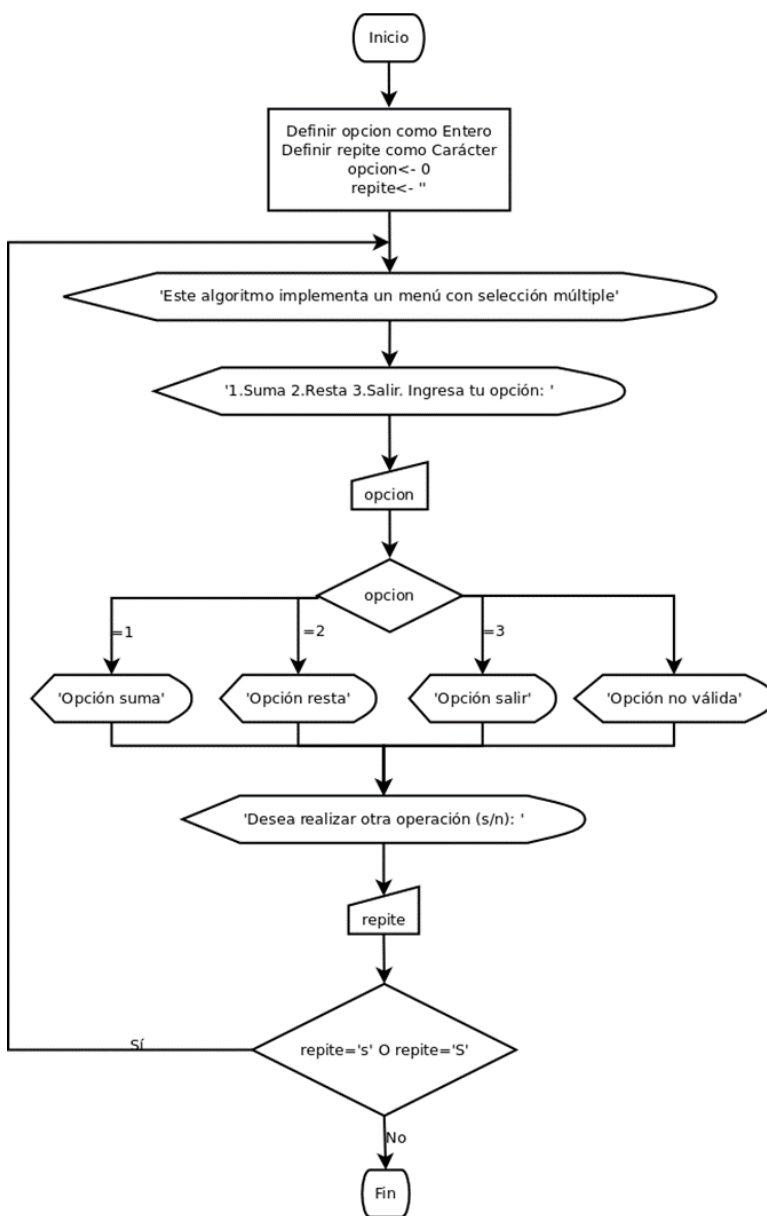 Inicio
Definir opcion como Entero
Definir repite como Carácter
opcion<- 0
repite<- ''
'Este algoritmo implementa un menú con selección múltiple'
'1.Suma 2.Resta 3.Salir. Ingresa tu opción: '
opcion
opcion
=1
=2
=3
'Opción suma'
'Opción resta'
'Opción salir'
'Opción no válida'
'Desea realizar otra operación (s/n): '
repite
repite='s' O repite='S'
Sí
No
Fin